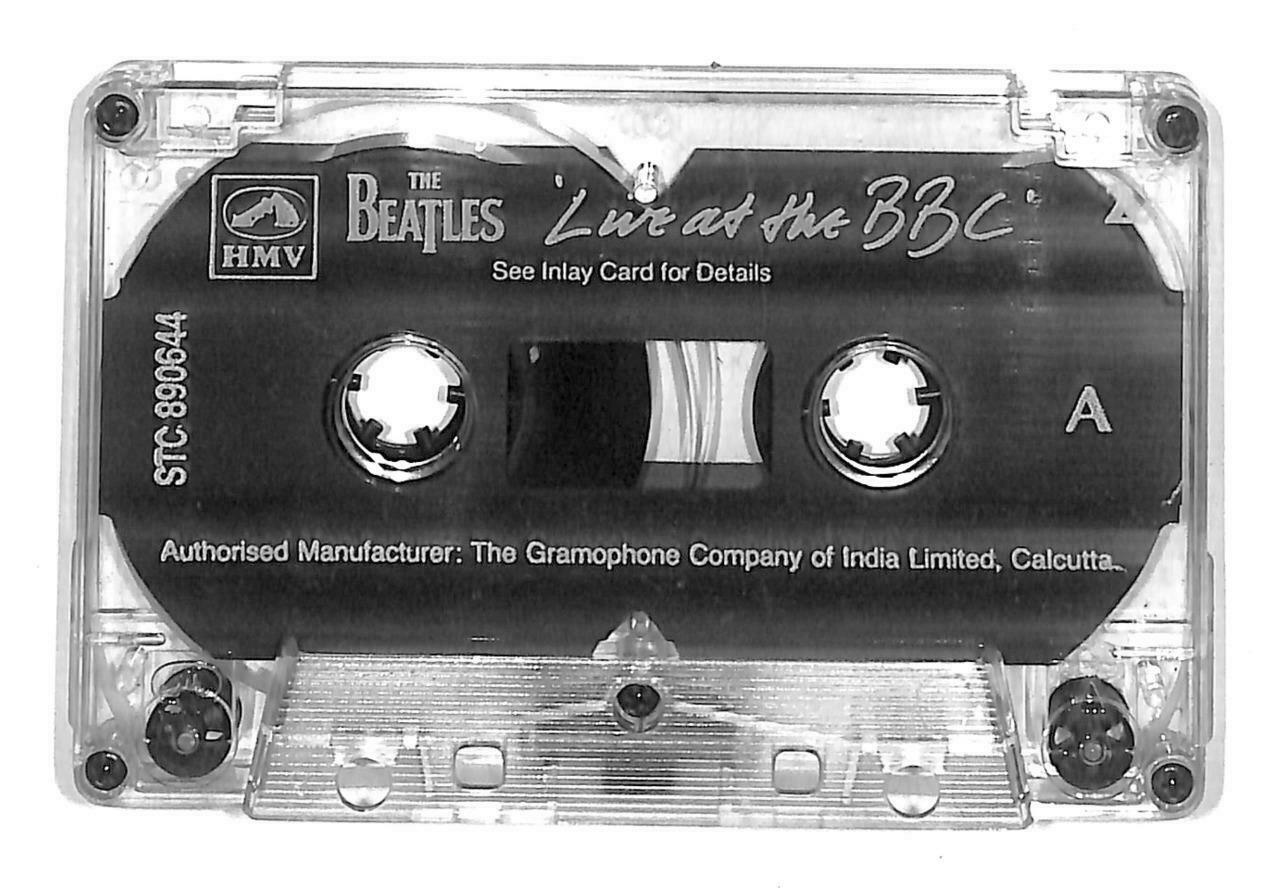 THE
BEATLES 'Live at the BBC'
HMV
See Inlay Card for Details
STC 890644
A
Authorised Manufacturer: The Gramophone Company of India Limited, Calcutta.